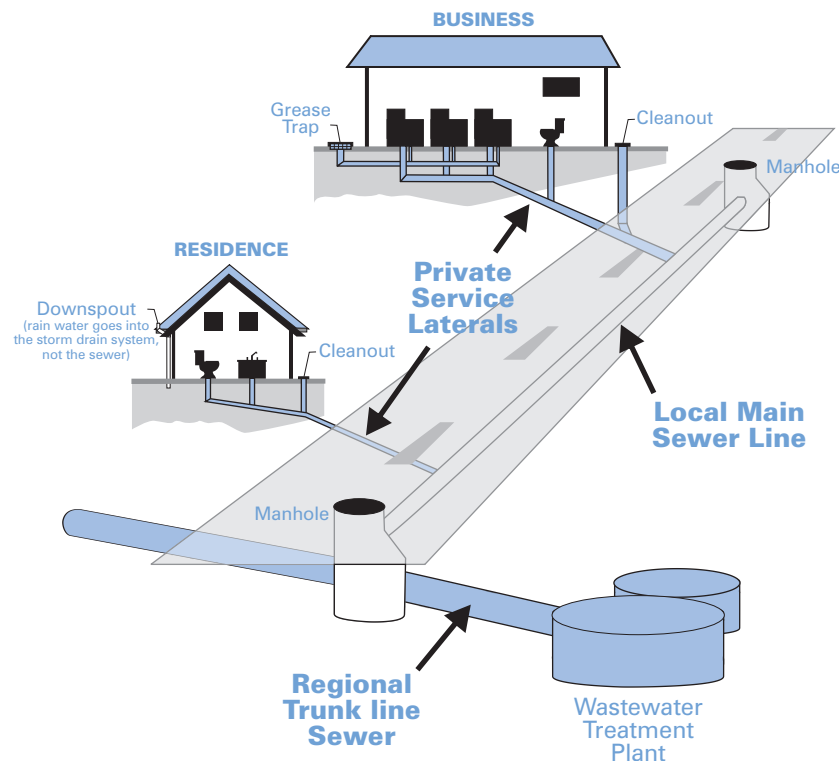 BUSINESS
Grease
Trap
Cleanout
Manhole
RESIDENCE
Private
Service
Laterals
Downspout
(rain water goes into
the storm drain system,
not the sewer)
Cleanout
Local Main
Sewer Line
Manhole
Regional
Trunk line
Sewer
Wastewater
Treatment
Plant